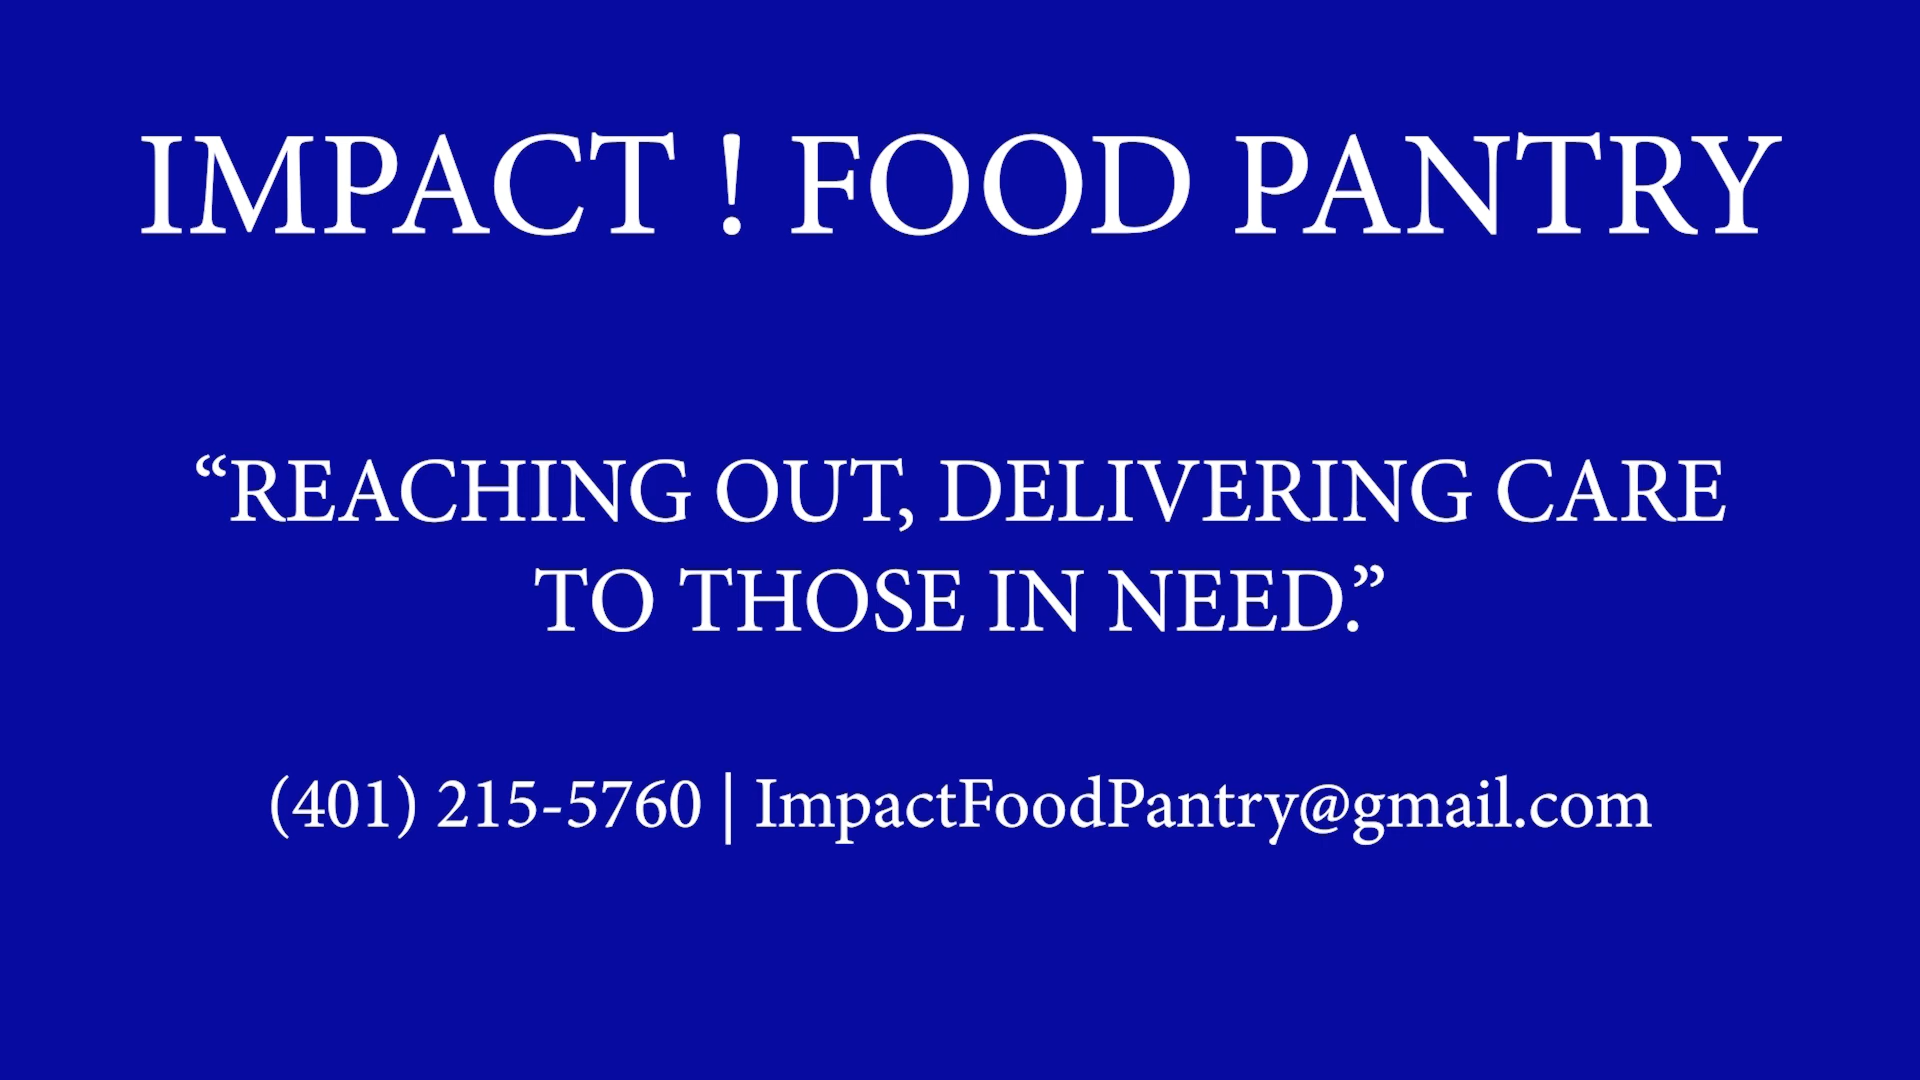 IMPACT ! FOOD PANTRY
“REACHING OUT, DELIVERING CARE
TO THOSE IN NEED.”
(401) 215-5760 | ImpactFoodPantry@gmail.com